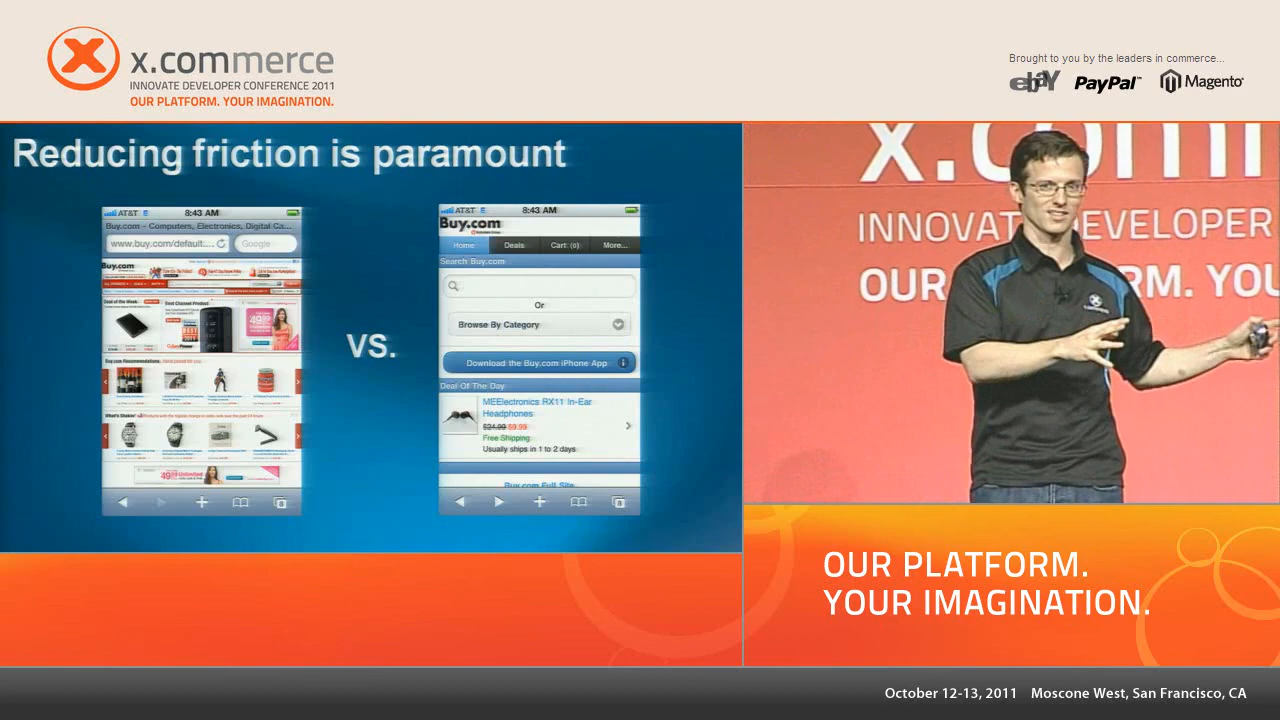 x.commerce
INNOVATE DEVELOPER CONFERENCE 2011
OUR PLATFORM. YOUR IMAGINATION.
Brought to you by the leaders in commerce...
ebaY PayPal Magento
Reducing friction is paramount
AT&T E 8:43 AM
Buy.com – Computers, Electronics, Digital Ca...
www.buy.com/default:... Google
Buy.com
Deal of the Week Best Channel Product
Buy.com Recommendations.
What's Shakin'
VS.
AT&T E 8:43 AM
Buy.com
Home Deals Cart: (0) More...
Search Buy.com
Or
Browse By Category
Download the Buy.com iPhone App
Deal Of The Day
MEElectronics RX11 In-Ear
Headphones
$24.99 $9.99
Free Shipping
Usually ships in 1 to 2 days
Buy.com Full Site
x.comm
INNOVAT EVELOPER
OUR M. YOU
OUR PLATFORM.
YOUR IMAGINATION.
October 12-13, 2011 Moscone West, San Francisco, CA